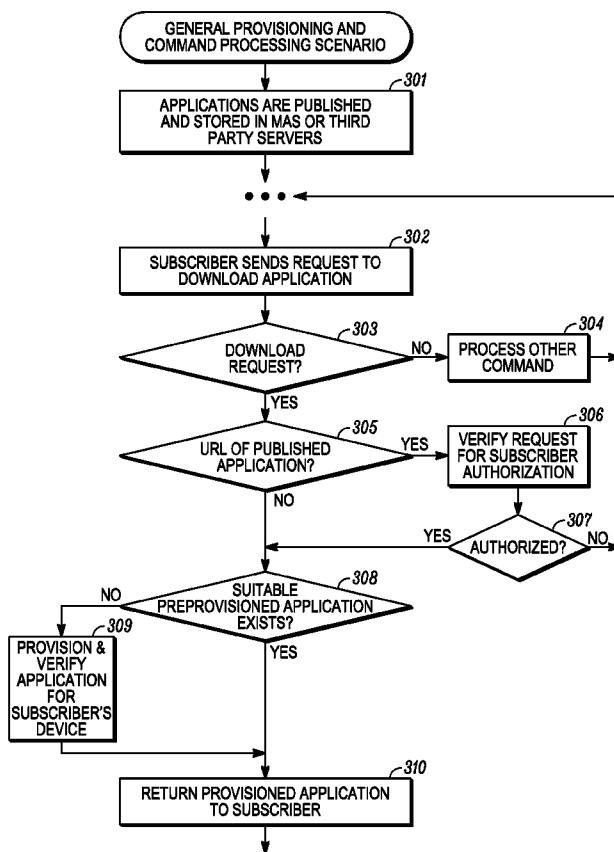 GENERAL PROVISIONING AND
COMMAND PROCESSING SCENARIO
301
APPLICATIONS ARE PUBLISHED
AND STORED IN MAS OR THIRD
PARTY SERVERS
302
SUBSCRIBER SENDS REQUEST TO
DOWNLOAD APPLICATION
303
DOWNLOAD
REQUEST?
NO
304
PROCESS OTHER
COMMAND
YES
305
URL OF PUBLISHED
APPLICATION?
YES
306
VERIFY REQUEST
FOR SUBSCRIBER
AUTHORIZATION
NO
307
YES
AUTHORIZED?
NO
308
SUITABLE
PREPROVISIONED APPLICATION
EXISTS?
NO
309
PROVISION &
VERIFY
APPLICATION
FOR
SUBSCRIBER'S
DEVICE
YES
310
RETURN PROVISIONED APPLICATION
TO SUBSCRIBER